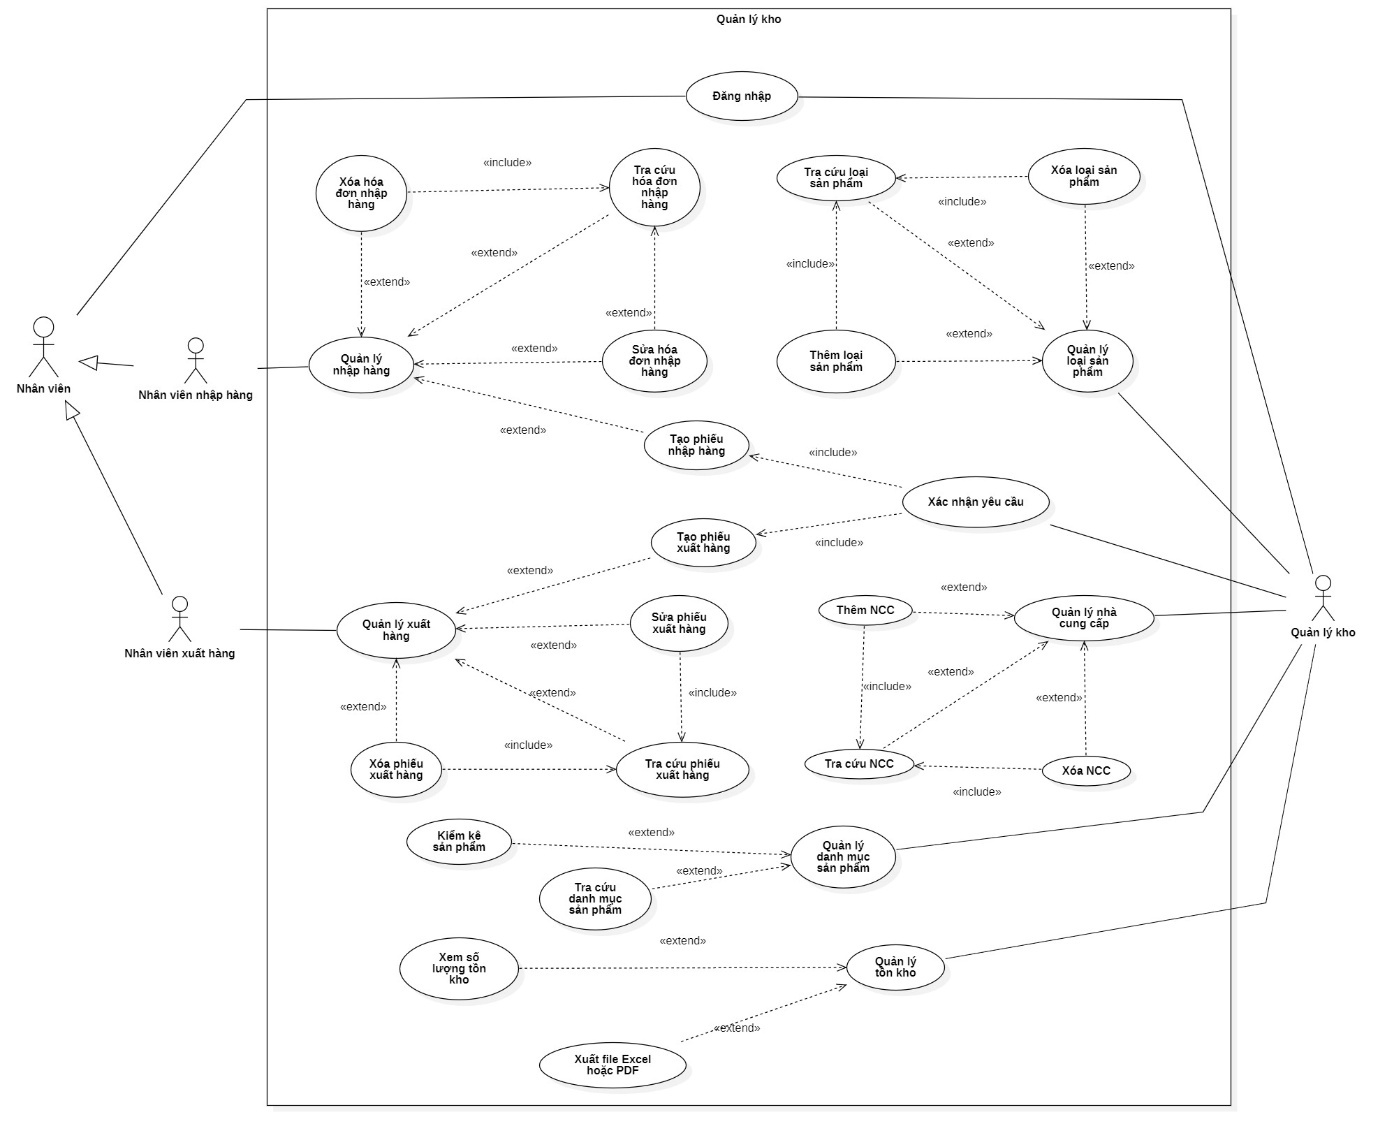 Quản lý kho
Đăng nhập
Xóa hóa
đơn nhập
hàng
«include»
Tra cứu
hóa đơn
nhập
hàng
Tra cứu loại
sản phẩm
«include»
Xóa loại sản
phẩm
«extend»
«extend»
«extend»
«include»
«extend»
«extend»
Quản lý
nhập hàng
«extend»
Sửa hóa
đơn nhập
hàng
Thêm loại
sản phẩm
«extend»
Quản lý
loại sản
phẩm
Nhân viên
Nhân viên nhập hàng
«extend»
Tạo phiếu
nhập hàng
«include»
Xác nhận yêu cầu
Tạo phiếu
xuất hàng
«include»
«extend»
Quản lý xuất
hàng
Sửa phiếu
xuất hàng
«extend»
Thêm NCC
«extend»
Quản lý nhà
cung cấp
Quản lý kho
Nhân viên xuất hàng
«extend»
«extend»
«include»
«include»
«extend»
«extend»
Xóa phiếu
xuất hàng
«include»
Tra cứu phiếu
xuất hàng
Tra cứu NCC
«include»
Xóa NCC
Kiểm kê
sản phẩm
«extend»
Quản lý
danh mục
sản phẩm
«extend»
Tra cứu
danh mục
sản phẩm
«extend»
Xem số
lượng tồn
kho
Quản lý
tồn kho
«extend»
Xuất file Excel
hoặc PDF